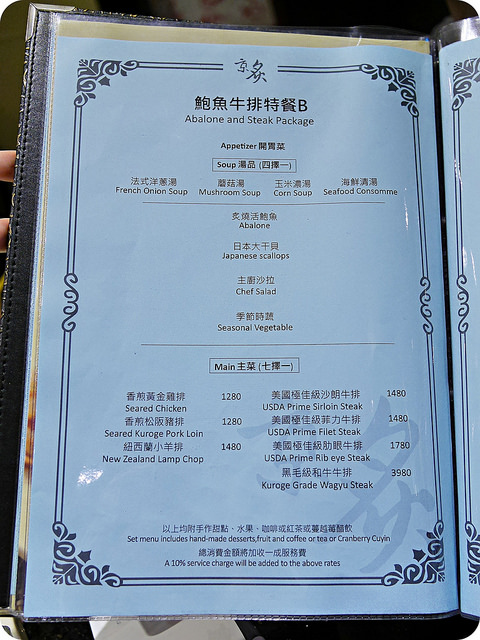 京炙
鮑魚牛排特餐B
Abalone and Steak Package
Appetizer 開胃菜
Soup 湯品 (四擇一)
法式洋蔥湯 蘑菇湯 玉米濃湯 海鮮清湯
French Onion Soup Mushroom Soup Corn Soup Seafood Consomme
炙燒活鮑魚
Abalone
日本大干貝
Japanese scallops
主廚沙拉
Chef Salad
季節時蔬
Seasonal Vegetable
Main 主菜 (七擇一)
香煎黃金雞排 1280
Seared Chicken
香煎松阪豬排 1280
Seared Kuroge Pork Loin
紐西蘭小羊排 1480
New Zealand Lamp Chop
美國極佳級沙朗牛排 1480
USDA Prime Sirloin Steak
美國極佳級菲力牛排 1480
USDA Prime Filet Steak
美國極佳級肋眼牛排 1780
USDA Prime Rib eye Steak
黑毛級和牛牛排 3980
Kuroge Grade Wagyu Steak
以上均附手作甜點、水果、咖啡或紅茶或蔓越莓醋飲
Set menu includes hand-made desserts,fruit and coffee or tea or Cranberry Cuyin
總消費金額將加收一成服務費
A 10% service charge will be added to the above rates